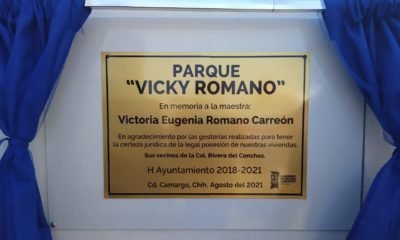 PARQUE
"VICKY ROMANO"
En memoria a la maestra:
Victoria Eugenia Romano Carreón
En agradecimiento por las gestorias realizadas para tener
la certeza jurídica de la legal posesión de nuestras viviendas.
Sus vecinos de la Col. Rivera del Conchos.
H Ayuntamiento 2018-2021
Cd. Camargo, Chih. Agosto del 2021